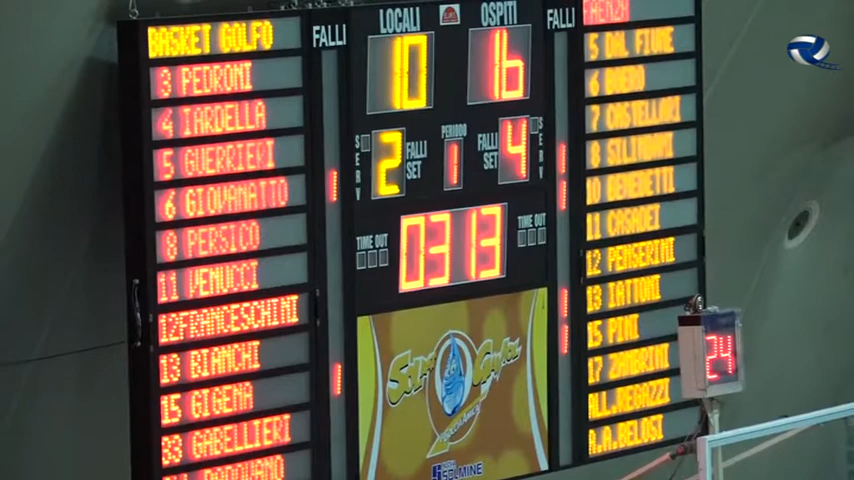 BASKET GOLFO
3 PEDRONI
4 IARDELLA
5 GUERRIERI
6 GIOVANATTO
8 PERSICO
11 VENUCCI
12FRANCESCHINI
13 BIANCHI
15 GIGENA
33 GABELLIERI
FALLI
LOCALI
OSPITI
FALLI
10
16
SERV
2
FALLI SET
PERIODO
1
FALLI SET
4
SERV
TIME OUT
03 13
TIME OUT
SOLMINE
FAENZA
5 DAL FIUME
6 BOERO
7 CASTELLARI
8 SILIMBANI
10 BENEDETTI
11 CASADEI
12 PENSERINI
13 IATTONI
15 PINI
17 ZAMBRINI
ALL.REGAZZI
A.A.BELOSI
24